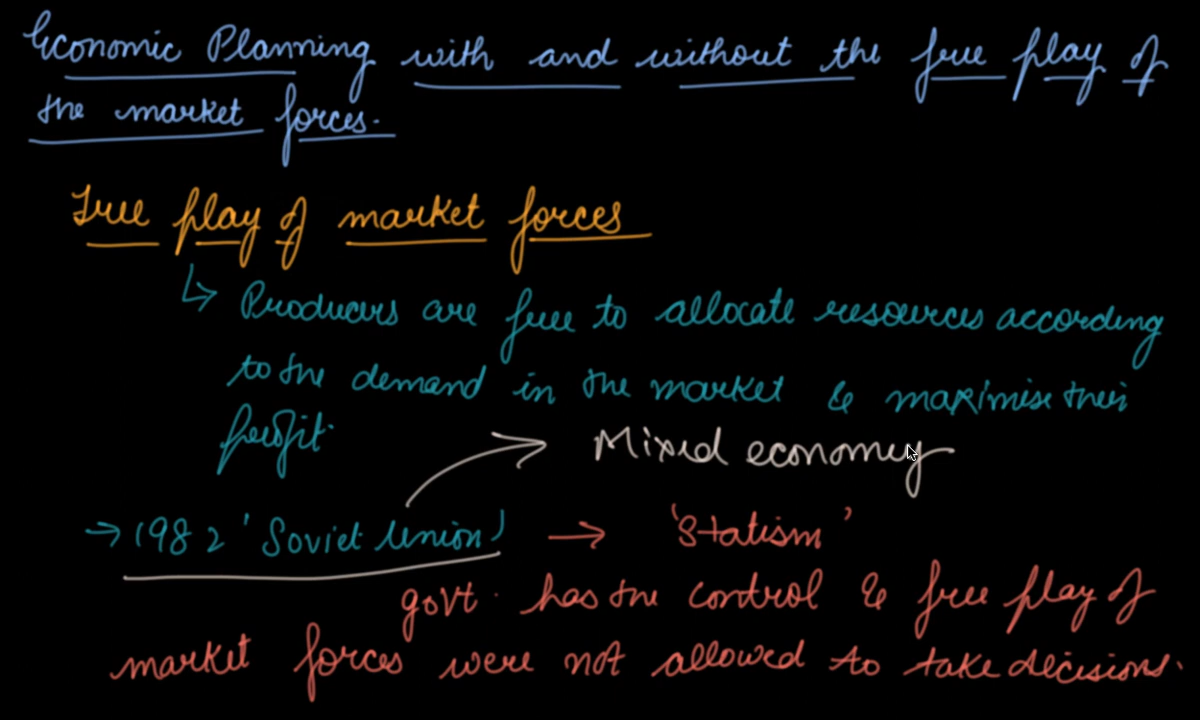 Economic Planning with and without the free play of
the market forces.
Free play of market forces
↳ Producers are free to allocate resources according
to the demand in the market & maximise their
profit.
→ Mixed economy
→ 1982 'Soviet Union) → 'Statism'
govt. has the control & free play of
market forces were not allowed to take decisions.